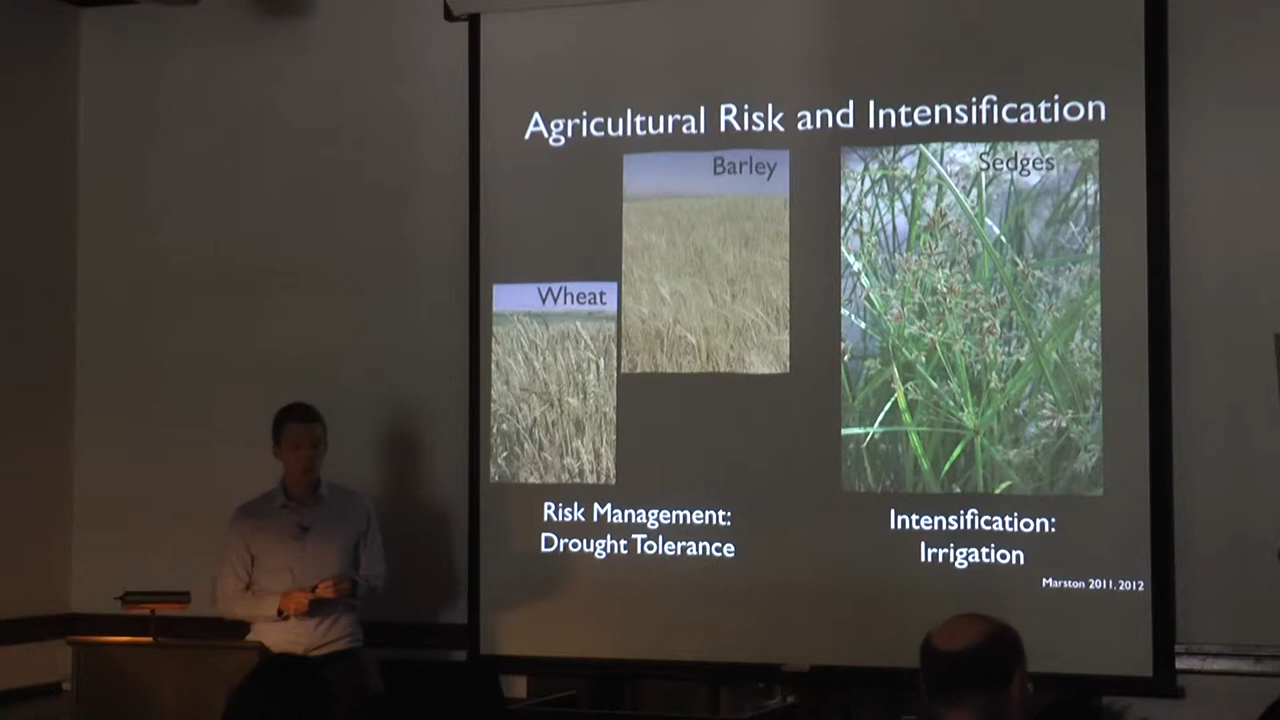 Agricultural Risk and Intensification
Barley
Sedges
Wheat
Risk Management:
Drought Tolerance
Intensification:
Irrigation
Marston 2011, 2012